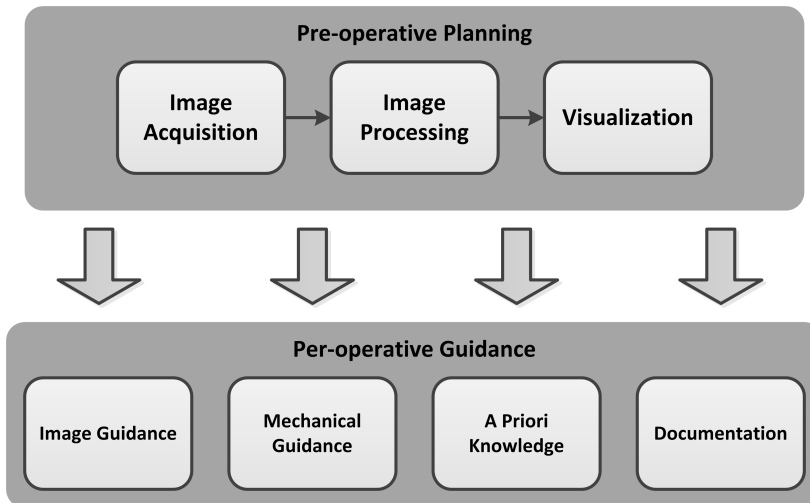 Pre-operative Planning
Image
Acquisition
Image
Processing
Visualization
Per-operative Guidance
Image Guidance
Mechanical
Guidance
A Priori
Knowledge
Documentation